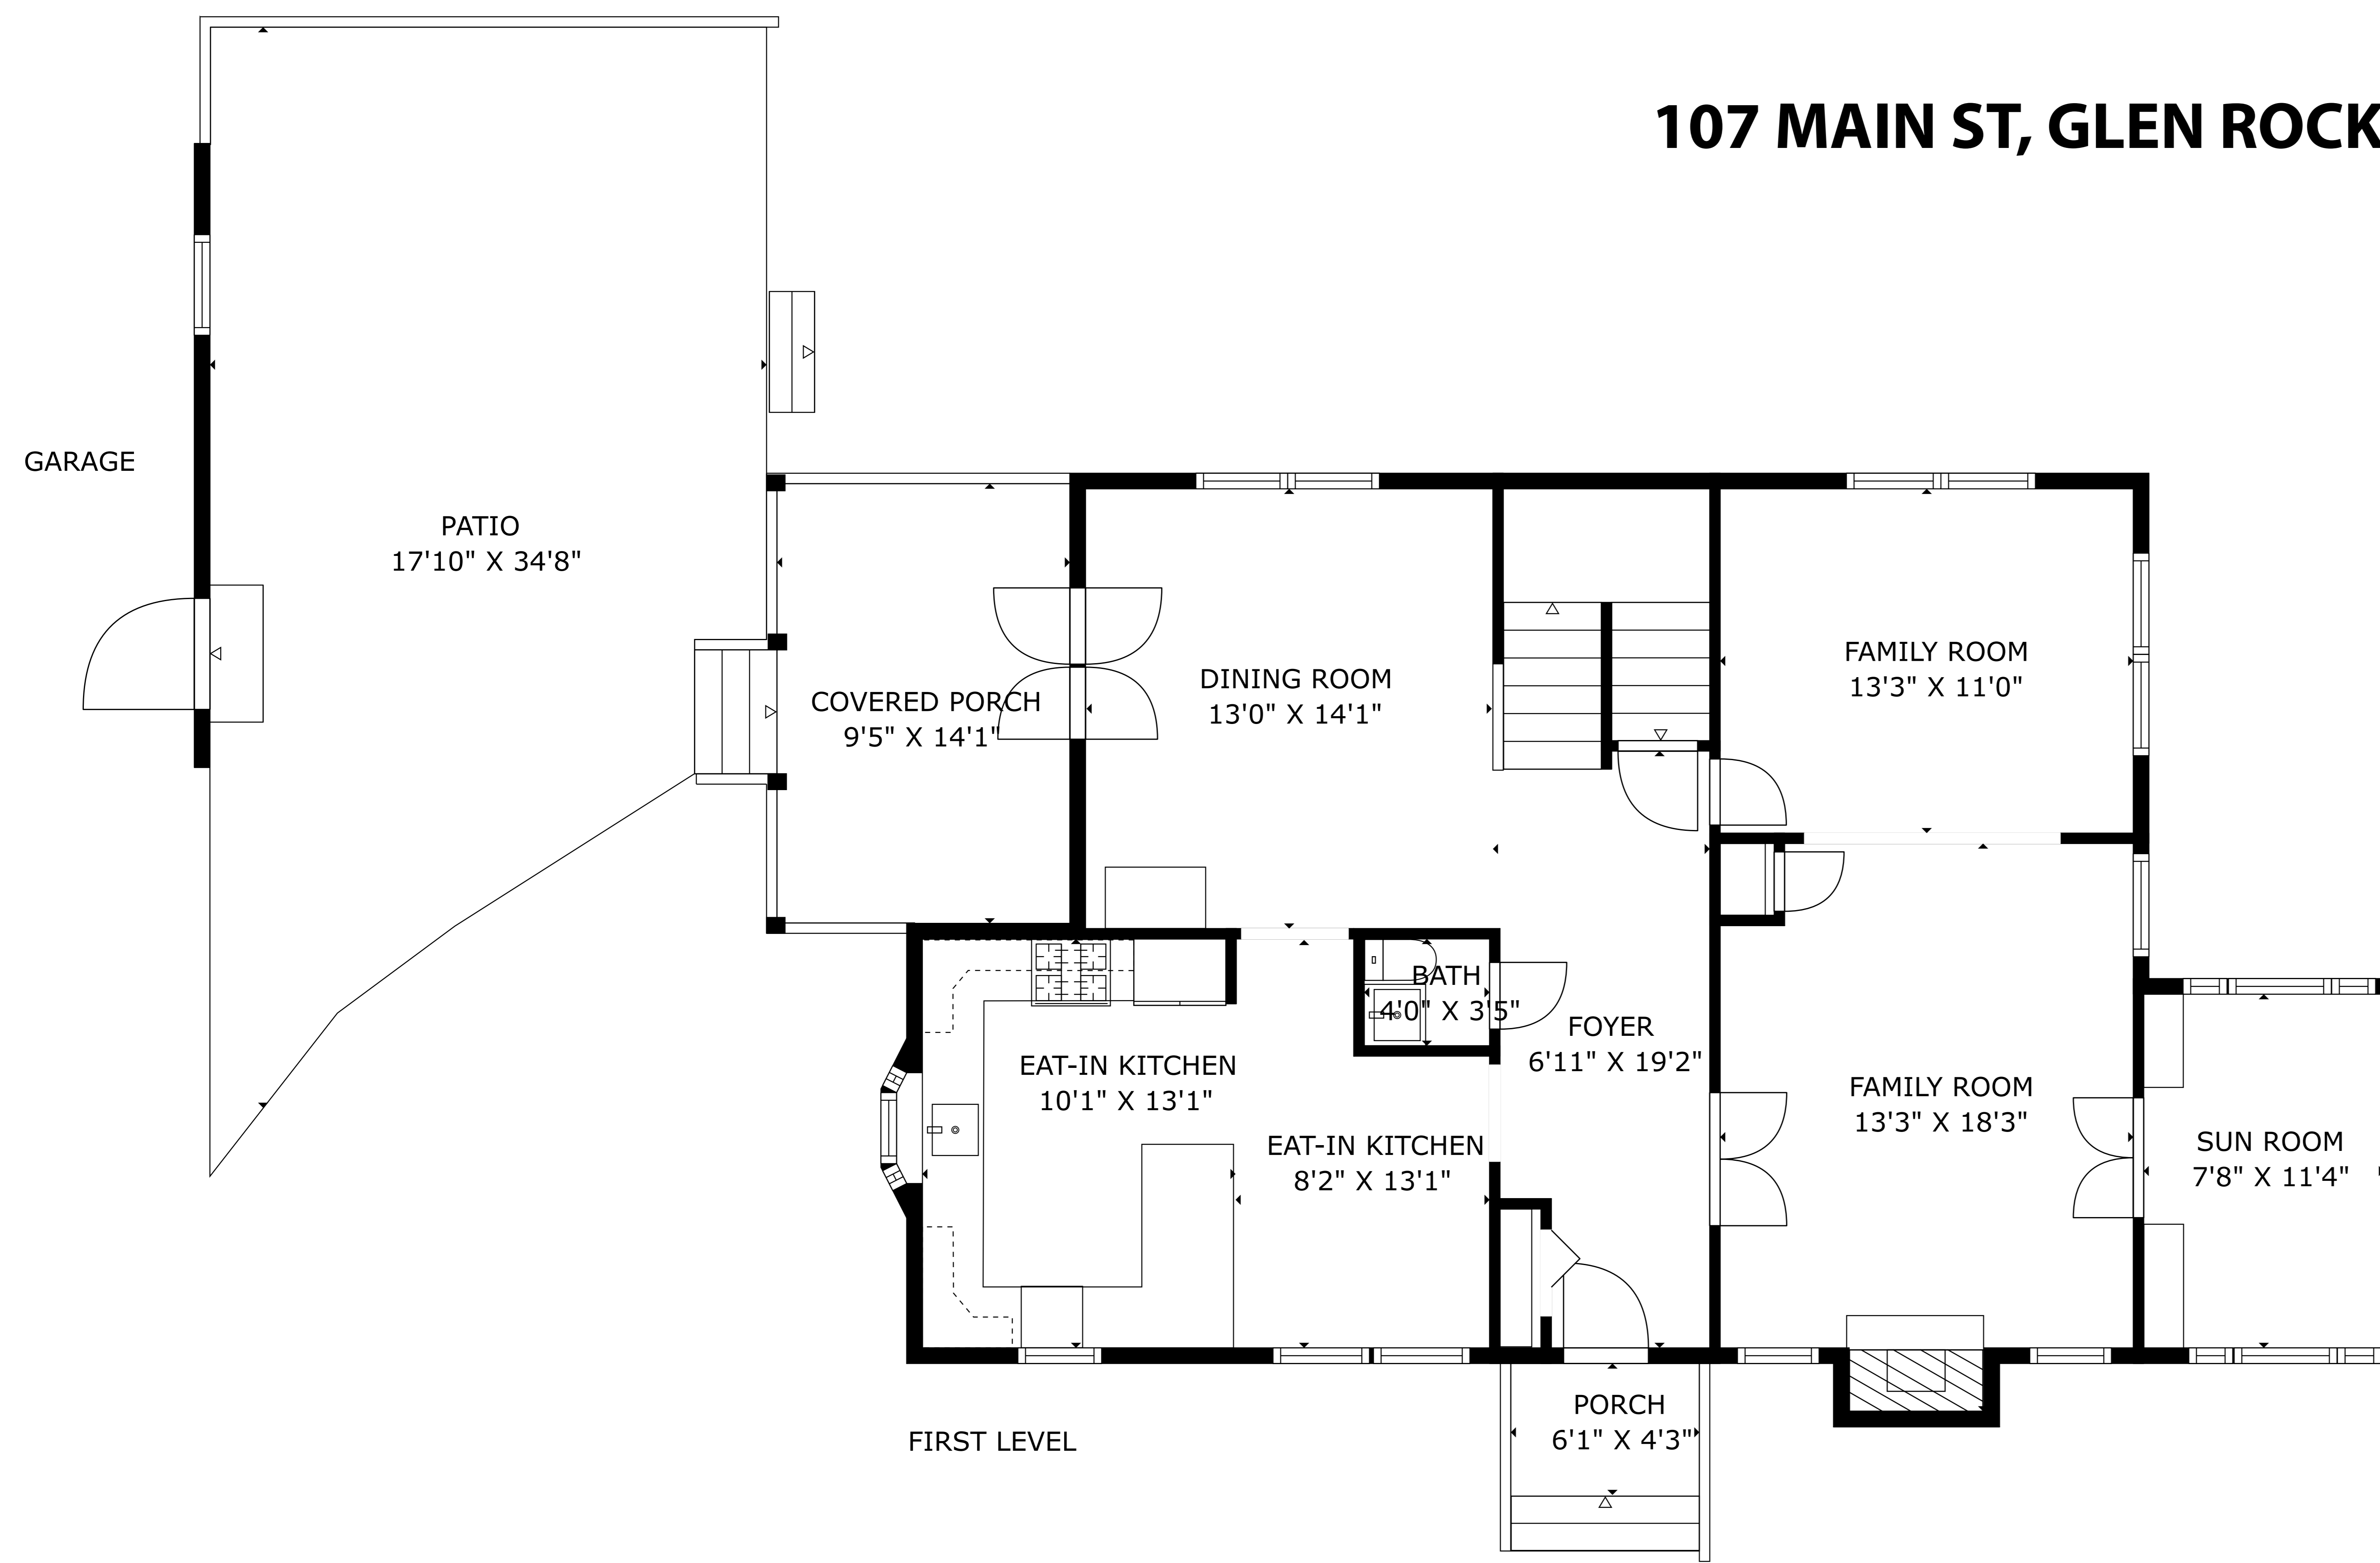 107 MAIN ST, GLEN ROCK
GARAGE
PATIO
17'10" X 34'8"
COVERED PORCH
9'5" X 14'1"
DINING ROOM
13'0" X 14'1"
FAMILY ROOM
13'3" X 11'0"
BATH
4'0" X 3'5"
FOYER
6'11" X 19'2"
EAT-IN KITCHEN
10'1" X 13'1"
EAT-IN KITCHEN
8'2" X 13'1"
FAMILY ROOM
13'3" X 18'3"
SUN ROOM
7'8" X 11'4"
PORCH
6'1" X 4'3"
FIRST LEVEL